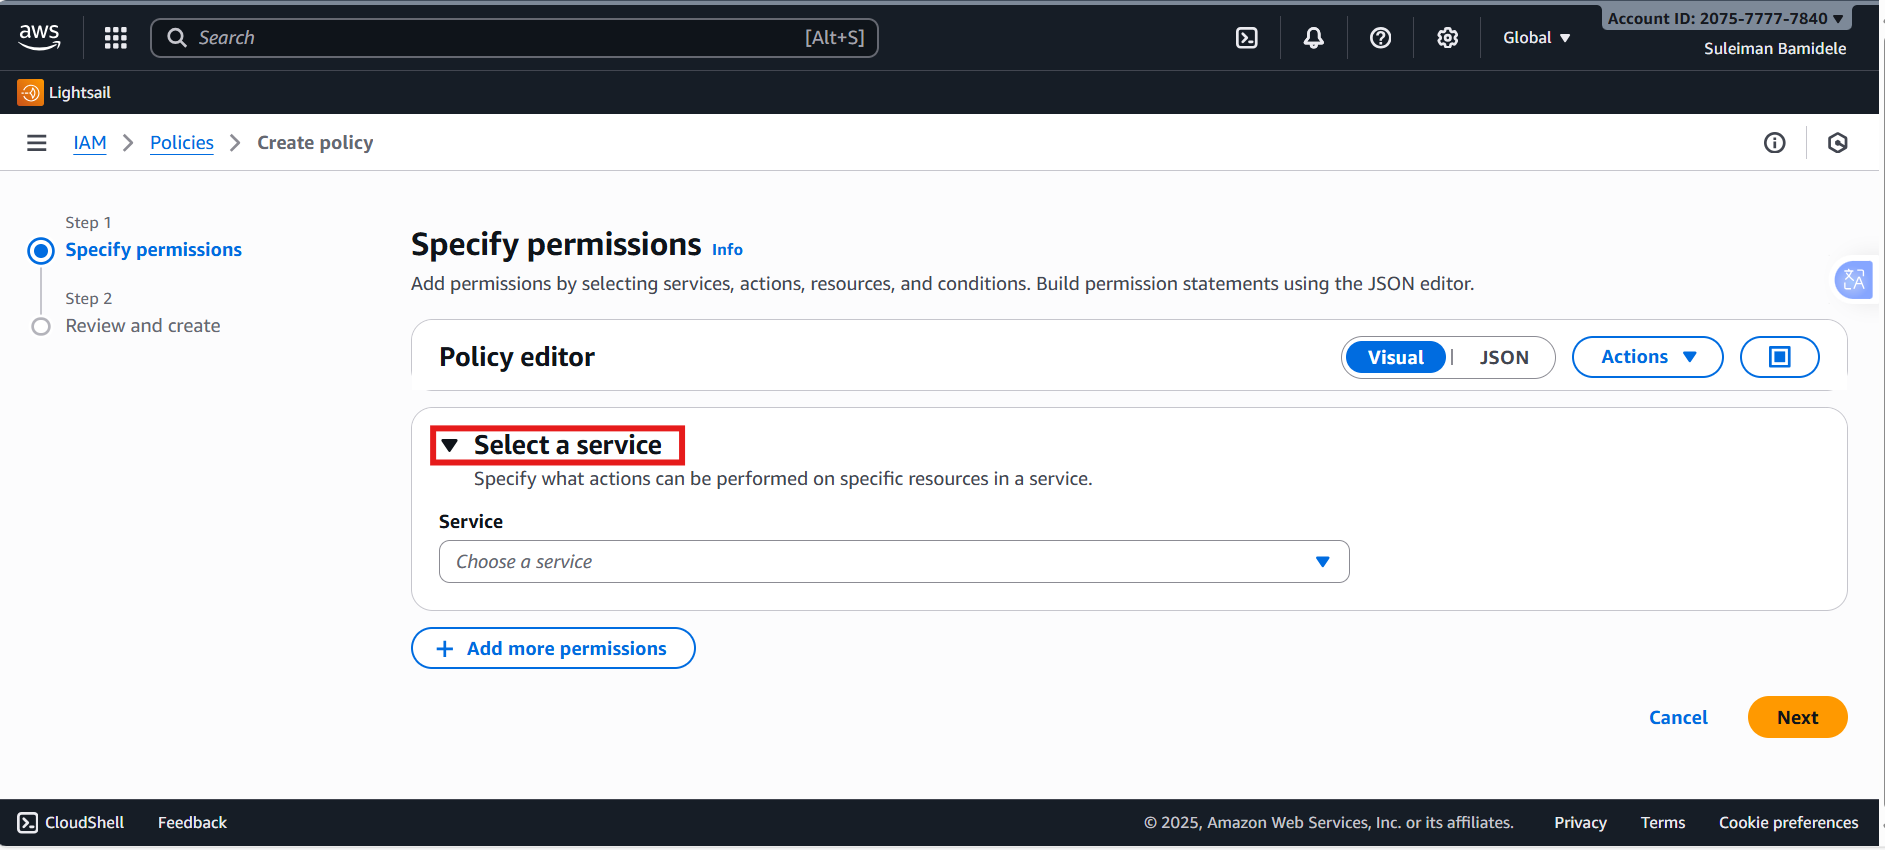 aws
Search [Alt+S]
Global
Account ID: 2075-7777-7840
Suleiman Bamidele
Lightsail
IAM
Policies
Create policy
Step 1
Specify permissions
Step 2
Review and create
Specify permissions Info
Add permissions by selecting services, actions, resources, and conditions. Build permission statements using the JSON editor.
Policy editor
Visual | JSON
Actions
Select a service
Specify what actions can be performed on specific resources in a service.
Service
Choose a service
+ Add more permissions
Cancel
Next
CloudShell
Feedback
© 2025, Amazon Web Services, Inc. or its affiliates.
Privacy
Terms
Cookie preferences